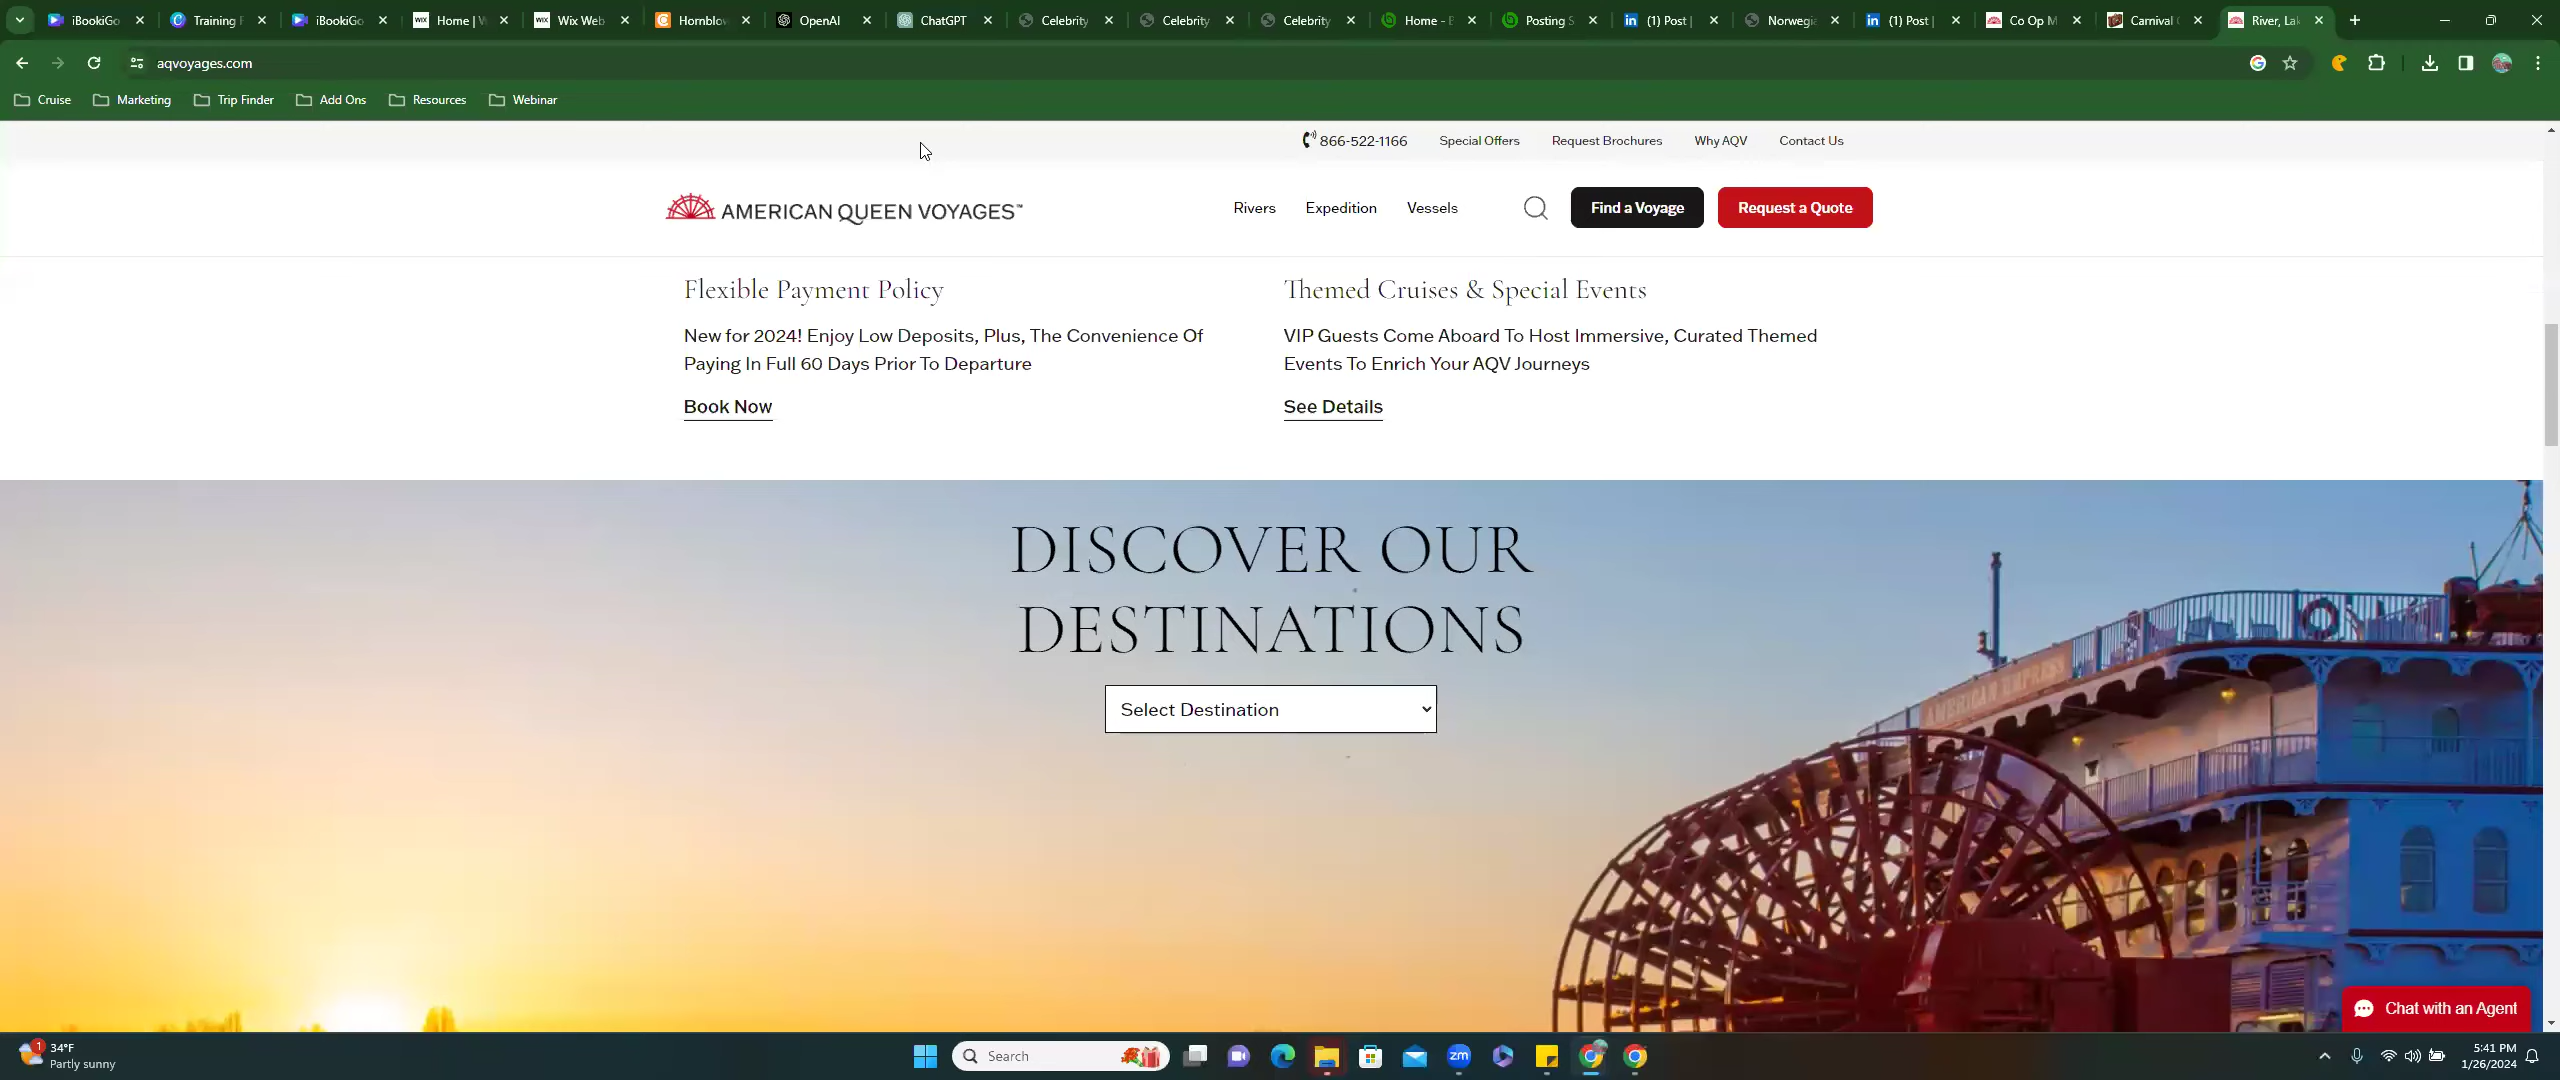 iBookiGo
Training F
iBookiGo
Home | W
Wix Web
Hornblow
OpenAI
ChatGPT
Celebrity
Celebrity
Celebrity
Home - B
Posting S
(1) Post |
Norwegia
(1) Post |
Co Op M
Carnival C
River, Lak
aqvoyages.com
Cruise
Marketing
Trip Finder
Add Ons
Resources
Webinar
866-522-1166
Special Offers
Request Brochures
Why AQV
Contact Us
AMERICAN QUEEN VOYAGES™
Rivers
Expedition
Vessels
Find a Voyage
Request a Quote
Flexible Payment Policy
New for 2024! Enjoy Low Deposits, Plus, The Convenience Of
Paying In Full 60 Days Prior To Departure
Book Now
Themed Cruises & Special Events
VIP Guests Come Aboard To Host Immersive, Curated Themed
Events To Enrich Your AQV Journeys
See Details
DISCOVER OUR
DESTINATIONS
Select Destination
AMERICAN EMPRESS
Chat with an Agent
1
34°F
Partly sunny
Search
zm
5:41 PM
1/26/2024